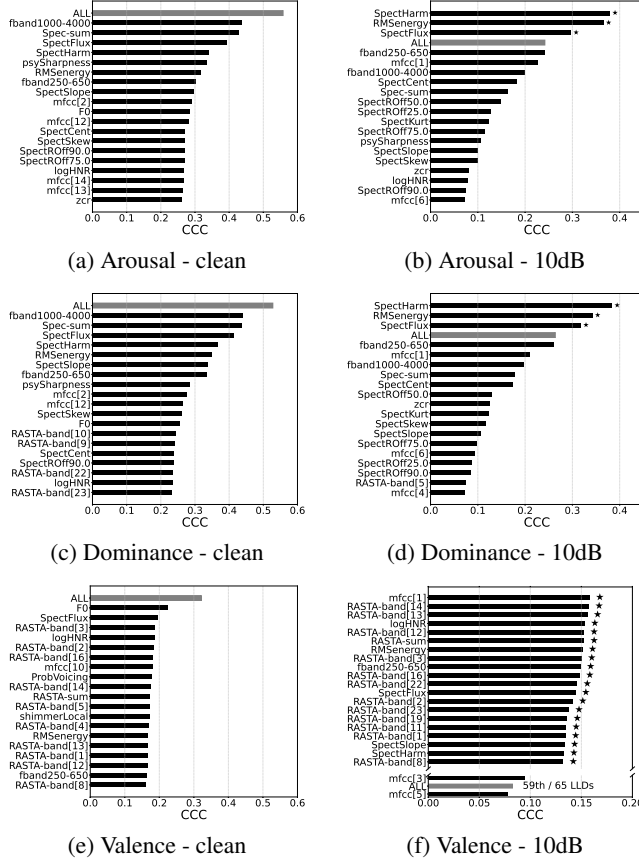 ALL
fband1000-4000
Spec-sum
SpectFlux
SpectHarm
psySharpness
RMSenergy
fband250-650
SpectSlope
mfcc[2]
F0
mfcc[12]
SpectCent
SpectSkew
SpectROff90.0
SpectROff75.0
logHNR
mfcc[14]
mfcc[13]
zcr
0.0 0.1 0.2 0.3 0.4 0.5 0.6
CCC
(a) Arousal - clean
SpectHarm ★
RMSenergy ★
SpectFlux ★
ALL
fband250-650
mfcc[1]
fband1000-4000
SpectCent
Spec-sum
SpectROff50.0
SpectROff25.0
SpectKurt
SpectROff75.0
psySharpness
SpectSlope
SpectSkew
zcr
logHNR
SpectROff90.0
mfcc[6]
0.0 0.1 0.2 0.3 0.4
CCC
(b) Arousal - 10dB
ALL
fband1000-4000
Spec-sum
SpectFlux
SpectHarm
RMSenergy
SpectSlope
fband250-650
psySharpness
mfcc[2]
mfcc[12]
SpectSkew
F0
RASTA-band[10]
RASTA-band[9]
SpectCent
SpectROff90.0
RASTA-band[22]
logHNR
RASTA-band[23]
0.0 0.1 0.2 0.3 0.4 0.5 0.6
CCC
(c) Dominance - clean
SpectHarm ★
RMSenergy ★
SpectFlux ★
ALL
fband250-650
mfcc[1]
fband1000-4000
Spec-sum
SpectCent
SpectROff50.0
zcr
SpectKurt
SpectSkew
SpectSlope
SpectROff75.0
mfcc[6]
SpectROff25.0
SpectROff90.0
RASTA-band[5]
mfcc[4]
0.0 0.1 0.2 0.3 0.4
CCC
(d) Dominance - 10dB
ALL
F0
SpectFlux
RASTA-band[3]
logHNR
RASTA-band[2]
RASTA-band[16]
mfcc[10]
ProbVoicing
RASTA-band[14]
RASTA-sum
RASTA-band[5]
shimmerLocal
RASTA-band[4]
RMSenergy
RASTA-band[13]
RASTA-band[1]
RASTA-band[12]
fband250-650
RASTA-band[8]
0.0 0.1 0.2 0.3 0.4 0.5
CCC
(e) Valence - clean
mfcc[1] ★
RASTA-band[14] ★
RASTA-band[13] ★
logHNR ★
RASTA-band[12] ★
RASTA-sum ★
RMSenergy ★
RASTA-band[3] ★
fband250-650 ★
RASTA-band[16] ★
RASTA-band[22] ★
SpectFlux ★
RASTA-band[2] ★
RASTA-band[23] ★
RASTA-band[19] ★
RASTA-band[11] ★
RASTA-band[1] ★
SpectSlope ★
SpectHarm ★
RASTA-band[8] ★
mfcc[3]
ALL 59th / 65 LLDs
mfcc[5]
0.00 0.05 0.10 0.15 0.20
CCC
(f) Valence - 10dB